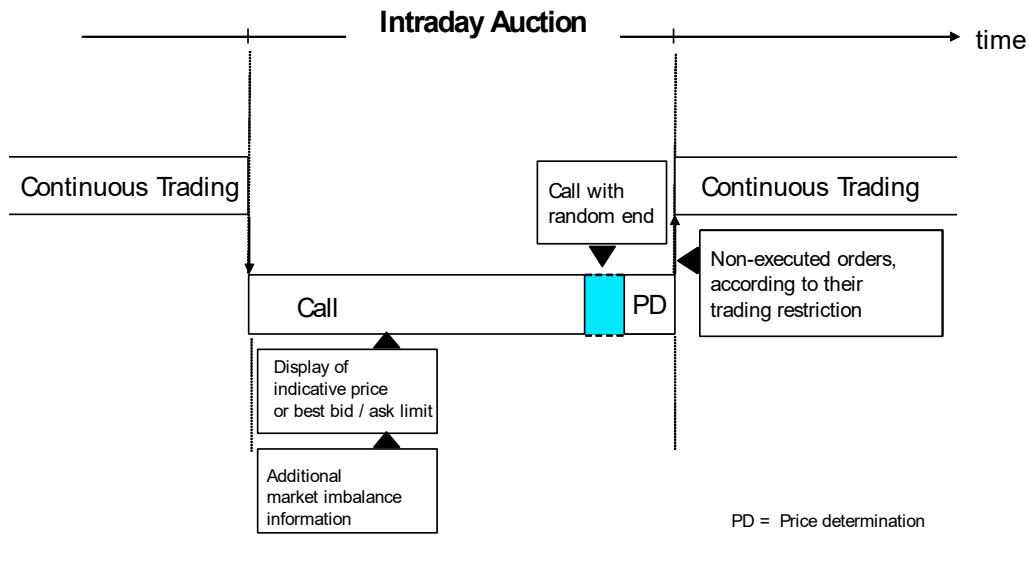 Intraday Auction
time
Continuous Trading
Call with
random end
Continuous Trading
Non-executed orders,
according to their
trading restriction
Call
PD
Display of
indicative price
or best bid / ask limit
Additional
market imbalance
information
PD = Price determination